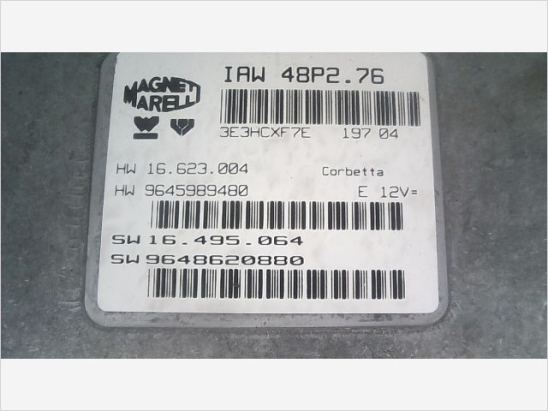 MAGNETI
MARELLI
IAW 48P2.76
3E3HCXF7E 197 04
HW 16.623.004 Corbetta
HW 9645989480 E 12V=
SW 16.495.064
SW 9648620880